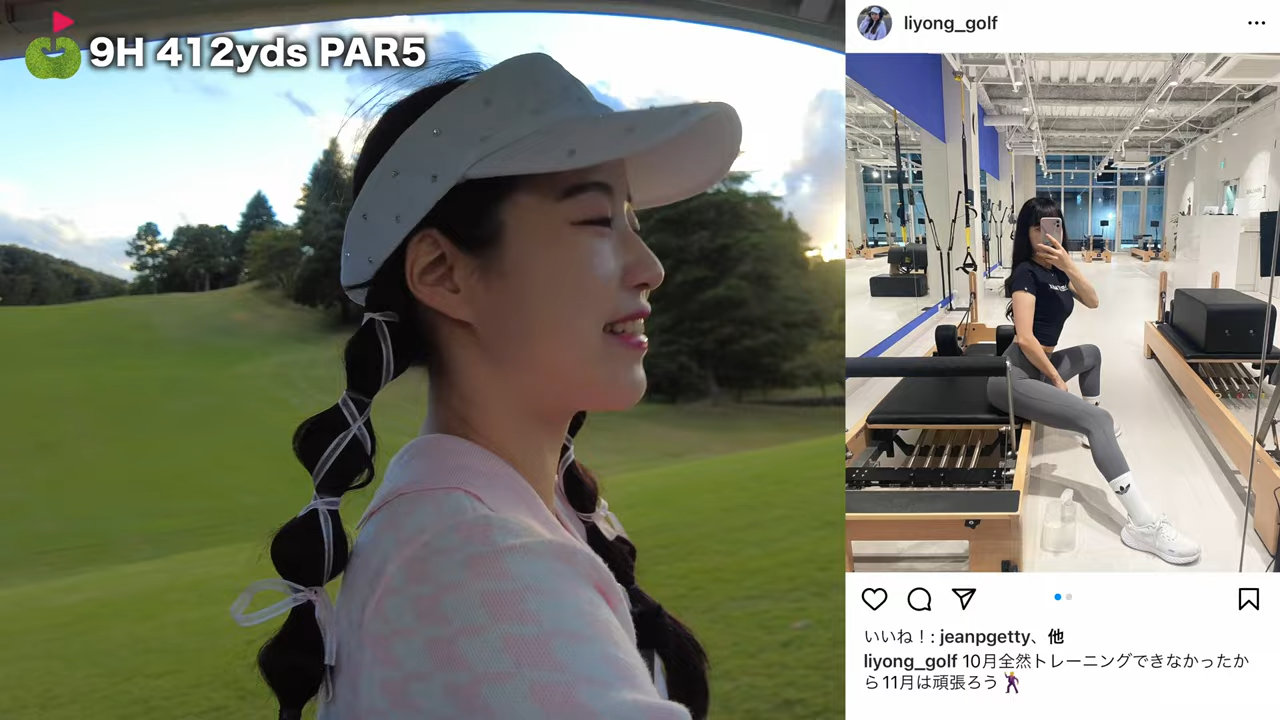 9H 412yds PAR5
liyong_golf
いいね！: jeanpgetty、他
liyong_golf 10月全然トレーニングできなかったか
ら11月は頑張ろう